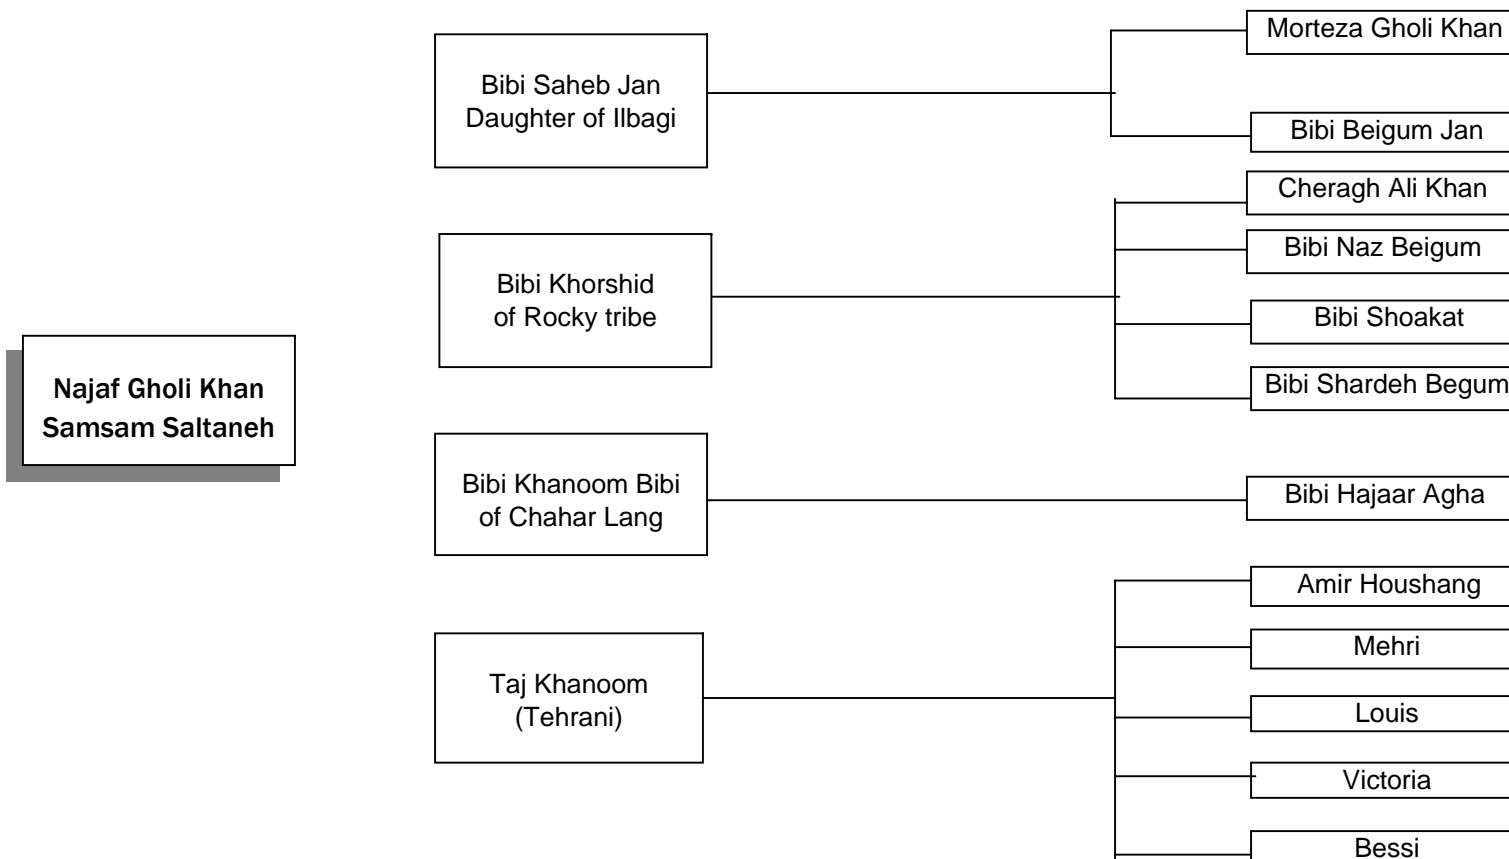 Najaf Gholi Khan
Samsam Saltaneh
Bibi Saheb Jan
Daughter of Ilbagi
Morteza Gholi Khan
Bibi Beigum Jan
Bibi Khorshid
of Rocky tribe
Cheragh Ali Khan
Bibi Naz Beigum
Bibi Shoakat
Bibi Shardeh Begum
Bibi Khanoom Bibi
of Chahar Lang
Bibi Hajaar Agha
Taj Khanoom
(Tehrani)
Amir Houshang
Mehri
Louis
Victoria
Bessi